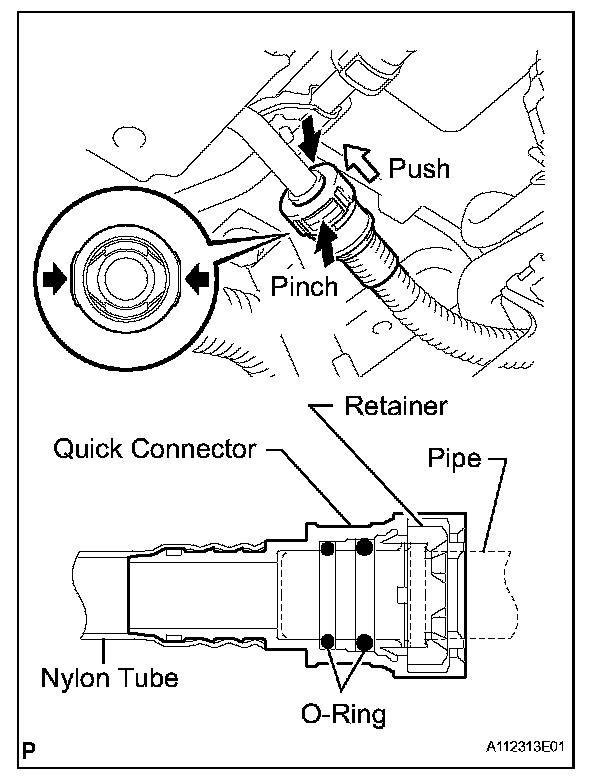 Push
Pinch
Retainer
Quick Connector
Pipe
Nylon Tube
O-Ring
P
A112313E01